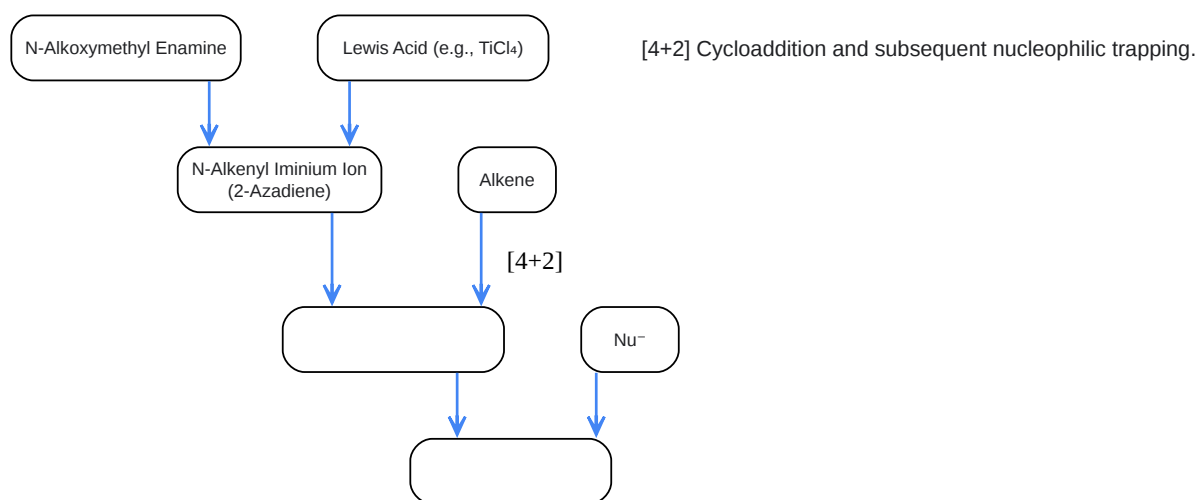 N-Alkoxymethyl Enamine
Lewis Acid (e.g., TiCl₄)
[4+2] Cycloaddition and subsequent nucleophilic trapping.
N-Alkenyl Iminium Ion
(2-Azadiene)
Alkene
[4+2]
Nu⁻